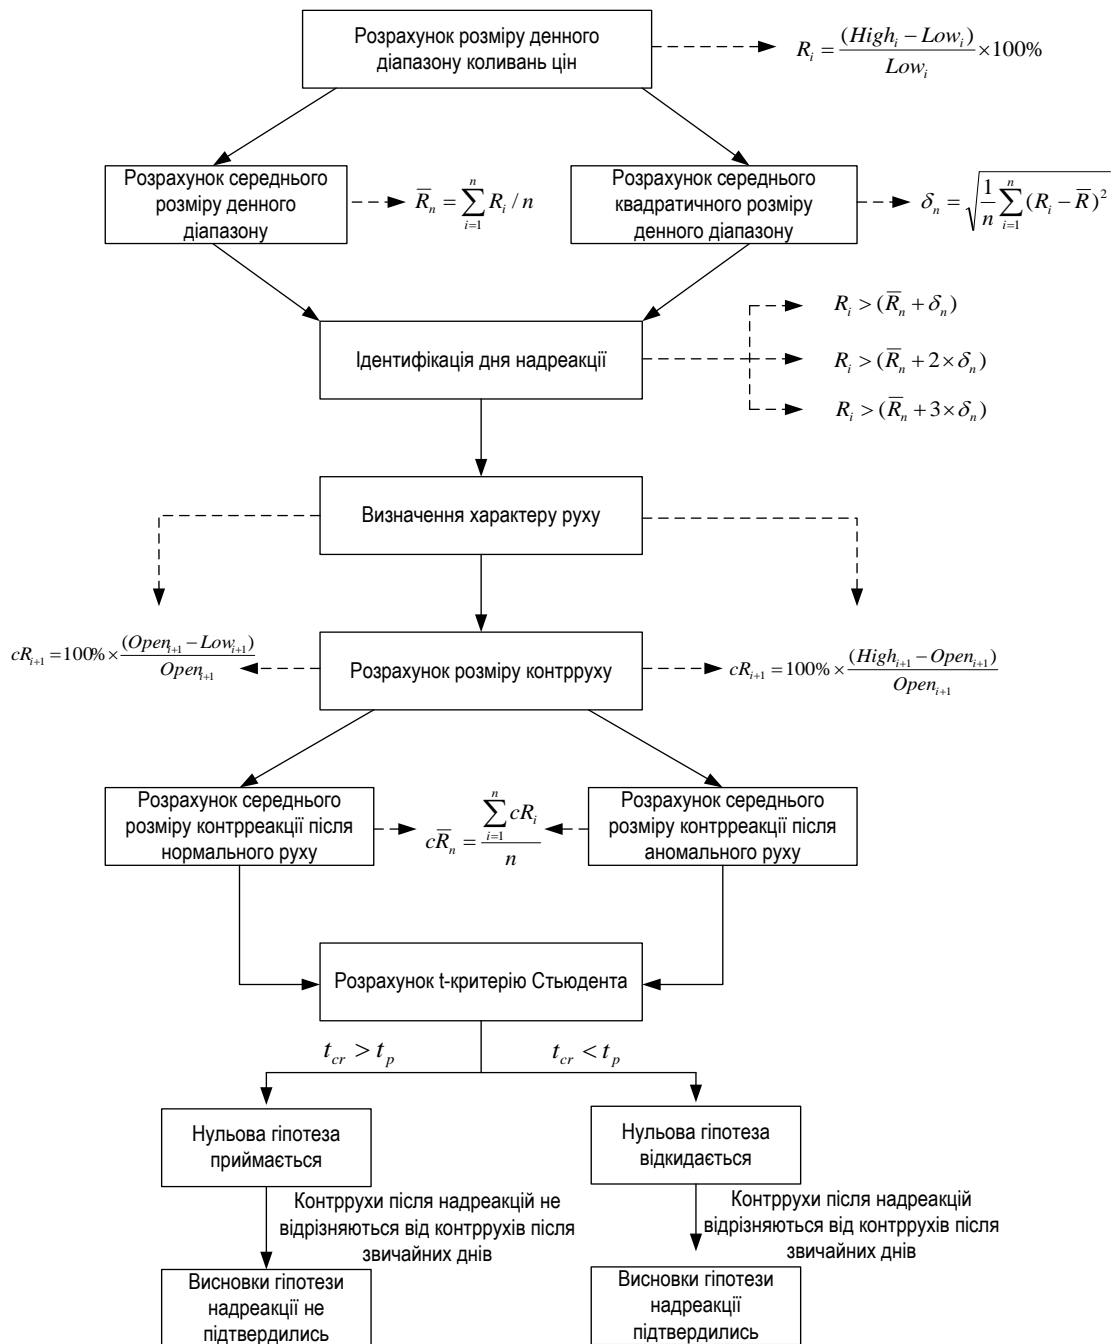 Розрахунок розміру денного
діапазону коливань цін
R_i = (High_i − Low_i) / Low_i × 100%
Розрахунок середнього
розміру денного
діапазону
R̅_n = ∑_{i=1}^{n} R_i / n
Розрахунок середнього
квадратичного розміру
денного діапазону
δ_n = √(1/n ∑_{i=1}^{n} (R_i − R̅)²)
Ідентифікація дня надреакції
R_i > (R̅_n + δ_n)
R_i > (R̅_n + 2 × δ_n)
R_i > (R̅_n + 3 × δ_n)
Визначення характеру руху
cR_{i+1} = 100% × (Open_{i+1} − Low_{i+1}) / Open_{i+1}
Розрахунок розміру контрруху
cR_{i+1} = 100% × (High_{i+1} − Open_{i+1}) / Open_{i+1}
Розрахунок середнього
розміру контрреакції після
нормального руху
cR̅_n = ∑_{i=1}^{n} cR_i / n
Розрахунок середнього
розміру контрреакції після
аномального руху
Розрахунок t-критерію Стьюдента
t_{cr} > t_p
t_{cr} < t_p
Нульова гіпотеза
приймається
Нульова гіпотеза
відкидається
Контррухи після надреакцій не
відрізняються від контррухів після
звичайних днів
Контррухи після надреакцій
відрізняються від контррухів після
звичайних днів
Висновки гіпотези
надреакції не
підтвердились
Висновки гіпотези
надреакції
підтвердились